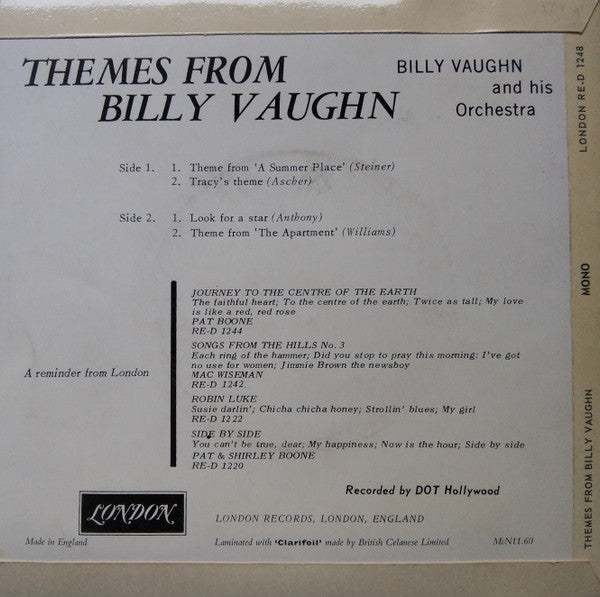 THEMES FROM
BILLY VAUGHN
BILLY VAUGHN
and his
Orchestra
Side 1. 1. Theme from 'A Summer Place' (Steiner)
2. Tracy's theme (Ascher)
Side 2. 1. Look for a star (Anthony)
2. Theme from 'The Apartment' (Williams)
A reminder from London
JOURNEY TO THE CENTRE OF THE EARTH
The faithful heart; To the centre of the earth; Twice as tall; My love
is like a red, red rose
PAT BOONE
RE-D 1244
SONGS FROM THE HILLS No. 3
Each ring of the hammer; Did you stop to pray this morning: I've got
no use for women; Jimmie Brown the newsboy
MAC WISEMAN
RE-D 1242
ROBIN LUKE
Susie darlin'; Chicha chicha honey; Strollin' blues; My girl
RE-D 1222
SIDE BY SIDE
You can't be true, dear; My happiness; Now is the hour; Side by side
PAT & SHIRLEY BOONE
RE-D 1220
Recorded by DOT Hollywood
LONDON
LONDON RECORDS, LONDON, ENGLAND
Made in England
Laminated with 'Clarifoil' made by British Celanese Limited
McN11.60
LONDON RE-D 1248
MONO
THEMES FROM BILLY VAUGHN